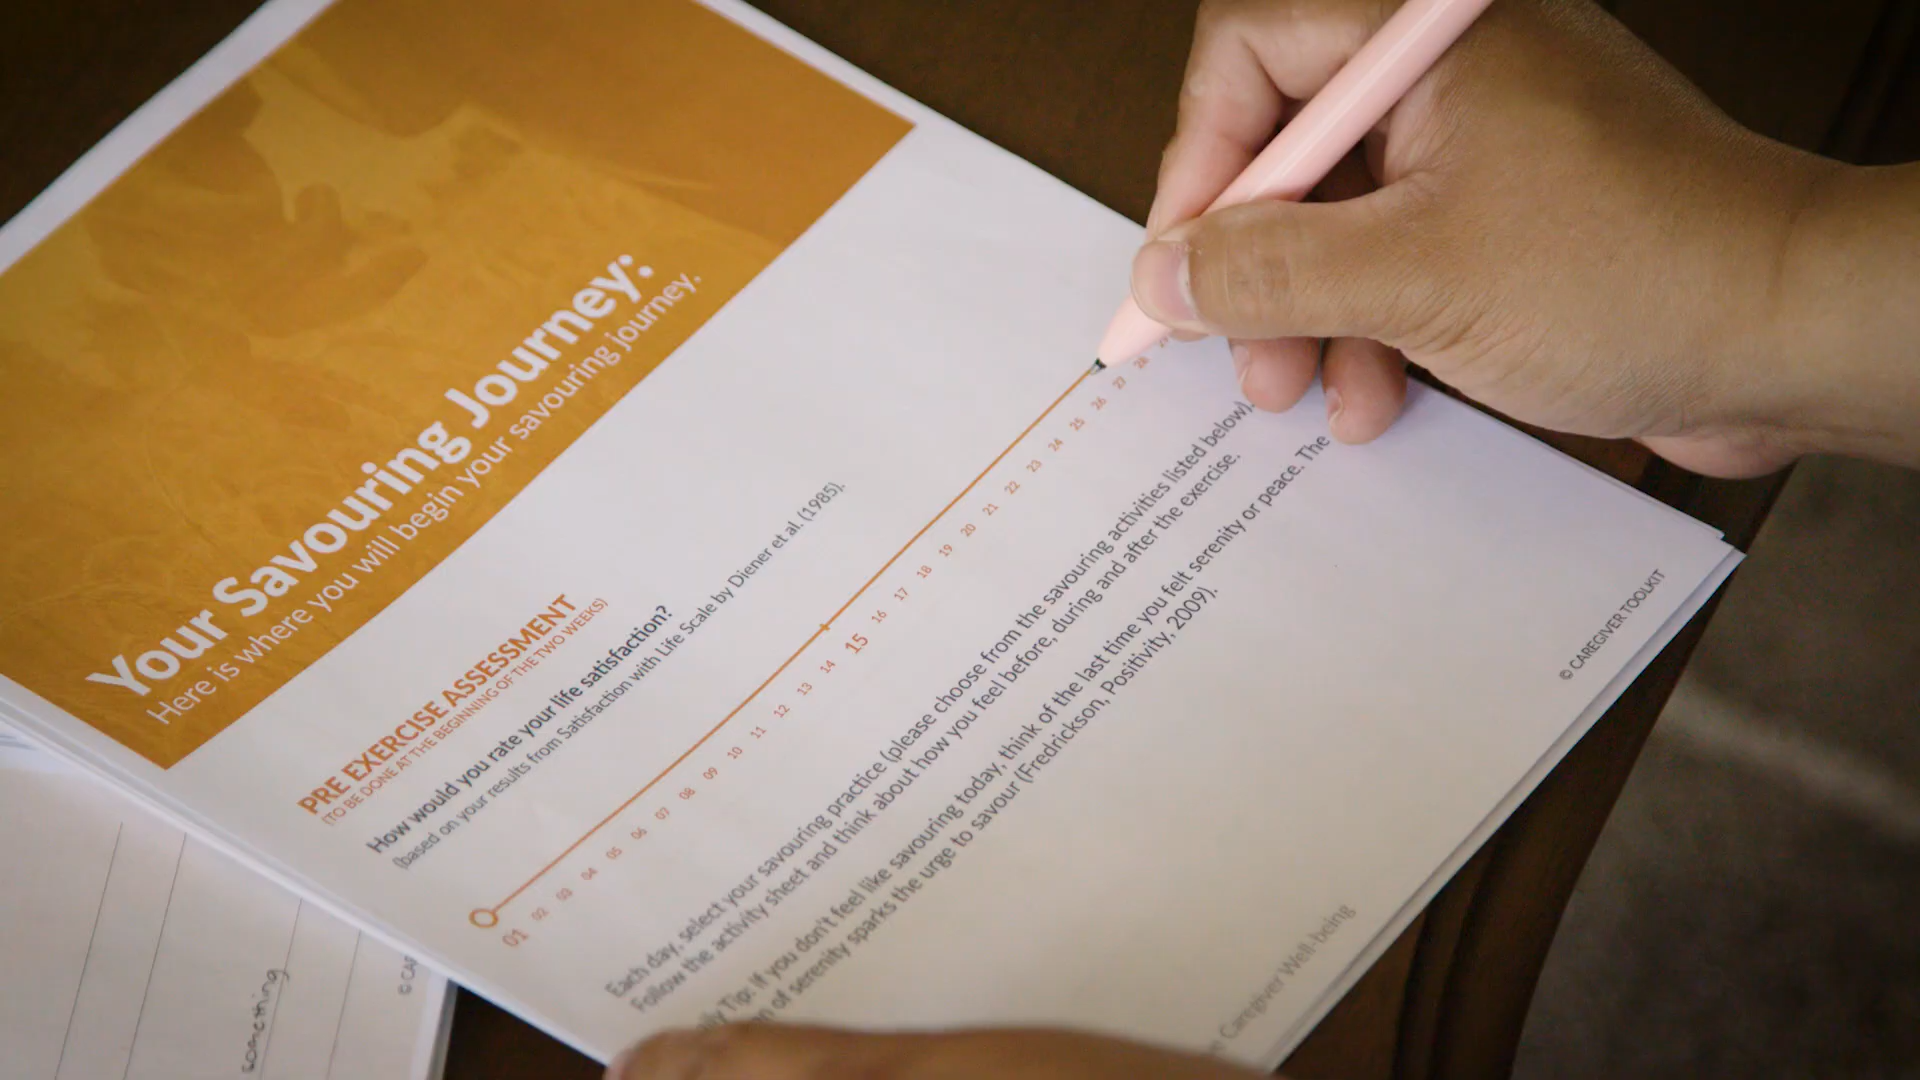 Your Savouring Journey:
Here is where you will begin your savouring journey.
PRE EXERCISE ASSESSMENT
(TO BE DONE AT THE BEGINNING OF THE TWO WEEKS)
How would you rate your life satisfaction?
(based on your results from Satisfaction with Life Scale by Diener et al. (1985).
01 02 03 04 05 06 07 08 09 10 11 12 13 14 15 16 17 18 19 20 21 22 23 24 25 26 27 28
Each day, select your savouring practice (please choose from the savouring activities listed below).
Follow the activity sheet and think about how you feel before, during and after the exercise.
Tip: If you don't feel like savouring today, think of the last time you felt serenity or peace. The
of serenity sparks the urge to savour (Fredrickson, Positivity, 2009).
Caregiver Well-being
© CAREGIVER TOOLKIT
something